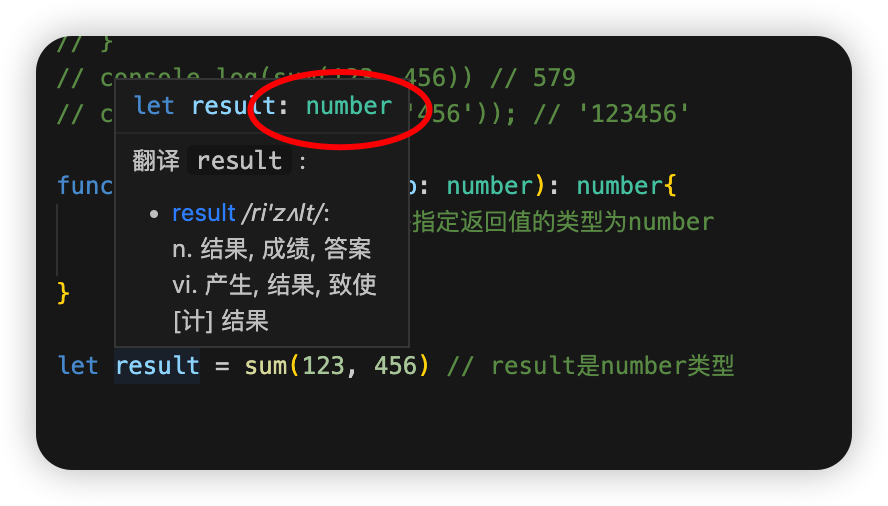 // }
// console.log(sum(123, 456)) // 579
// c '456')); // '123456'
let result: number
翻译 result :
func b: number): number{
• result /ri'zʌlt/:
指定返回值的类型为number
n. 结果, 成绩, 答案
vi. 产生, 结果, 致使
}
[计] 结果
let result = sum(123, 456) // result是number类型